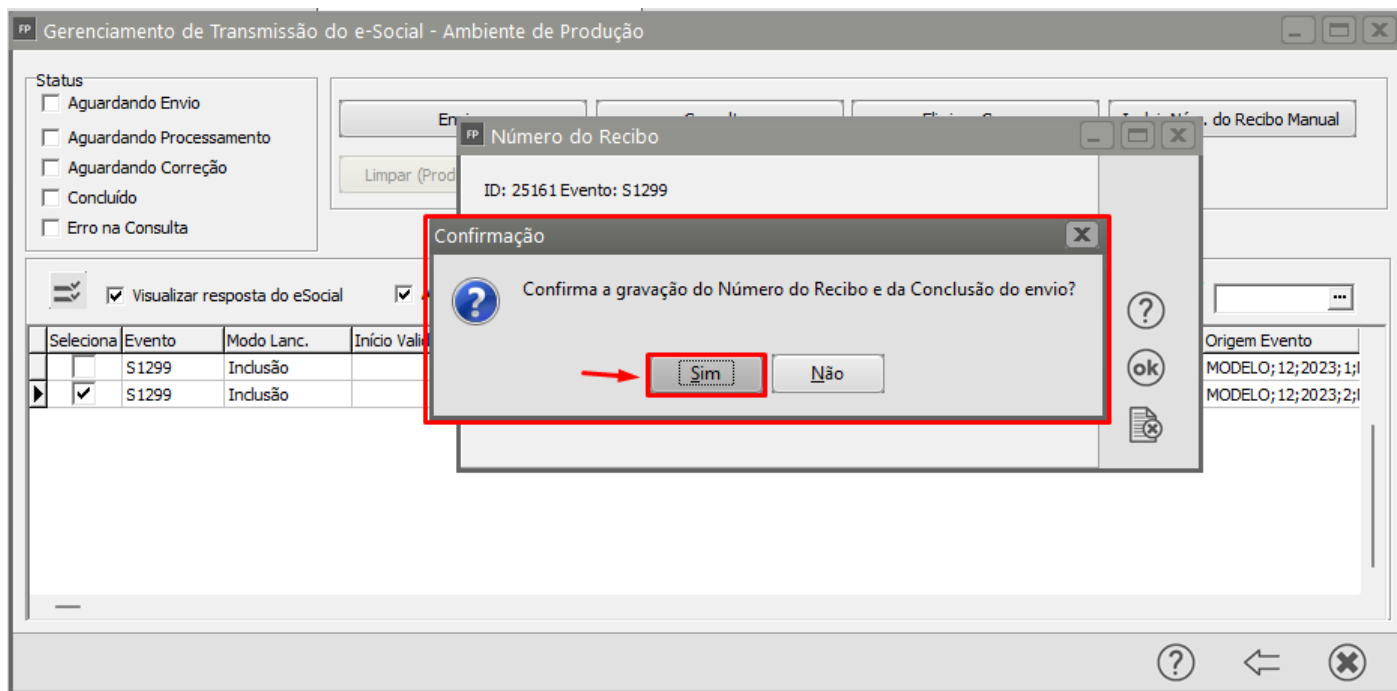 FP Gerenciamento de Transmissão do e-Social - Ambiente de Produção
Status
Aguardando Envio
Aguardando Processamento
Aguardando Correção
Concluído
Erro na Consulta
. do Recibo Manual
Limpar (Prod
FP Número do Recibo
ID: 25161 Evento: S1299
Confirmação
Confirma a gravação do Número do Recibo e da Conclusão do envio?
Sim Não
ok
Visualizar resposta do eSocial
Seleciona Evento Modo Lanc. Início Valid Origem Evento
S1299 Inclusão MODELO;12;2023;1;
S1299 Inclusão MODELO;12;2023;2;